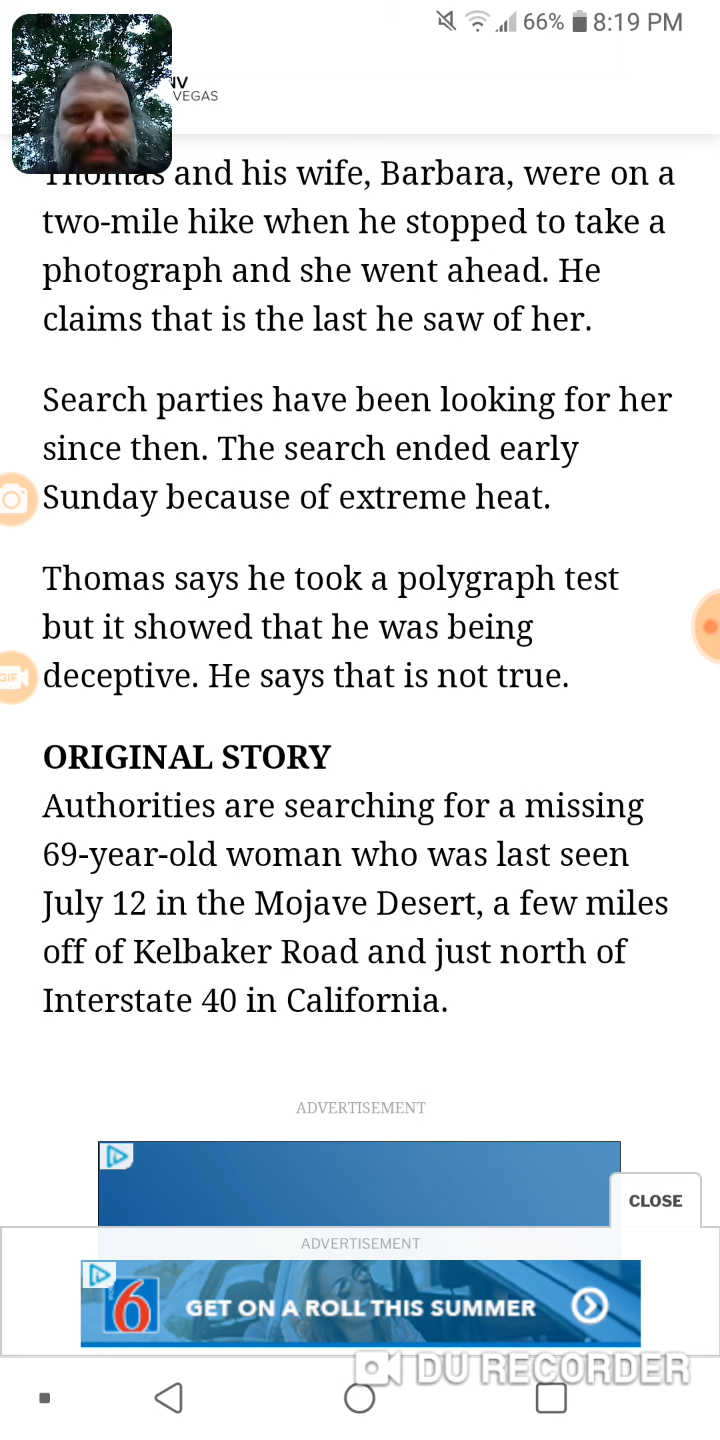 66% 8:19 PM
NV
VEGAS
Thomas and his wife, Barbara, were on a
two-mile hike when he stopped to take a
photograph and she went ahead. He
claims that is the last he saw of her.
Search parties have been looking for her
since then. The search ended early
Sunday because of extreme heat.
Thomas says he took a polygraph test
but it showed that he was being
GIF
deceptive. He says that is not true.
ORIGINAL STORY
Authorities are searching for a missing
69-year-old woman who was last seen
July 12 in the Mojave Desert, a few miles
off of Kelbaker Road and just north of
Interstate 40 in California.
ADVERTISEMENT
CLOSE
ADVERTISEMENT
6 GET ON A ROLL THIS SUMMER
DU RECORDER